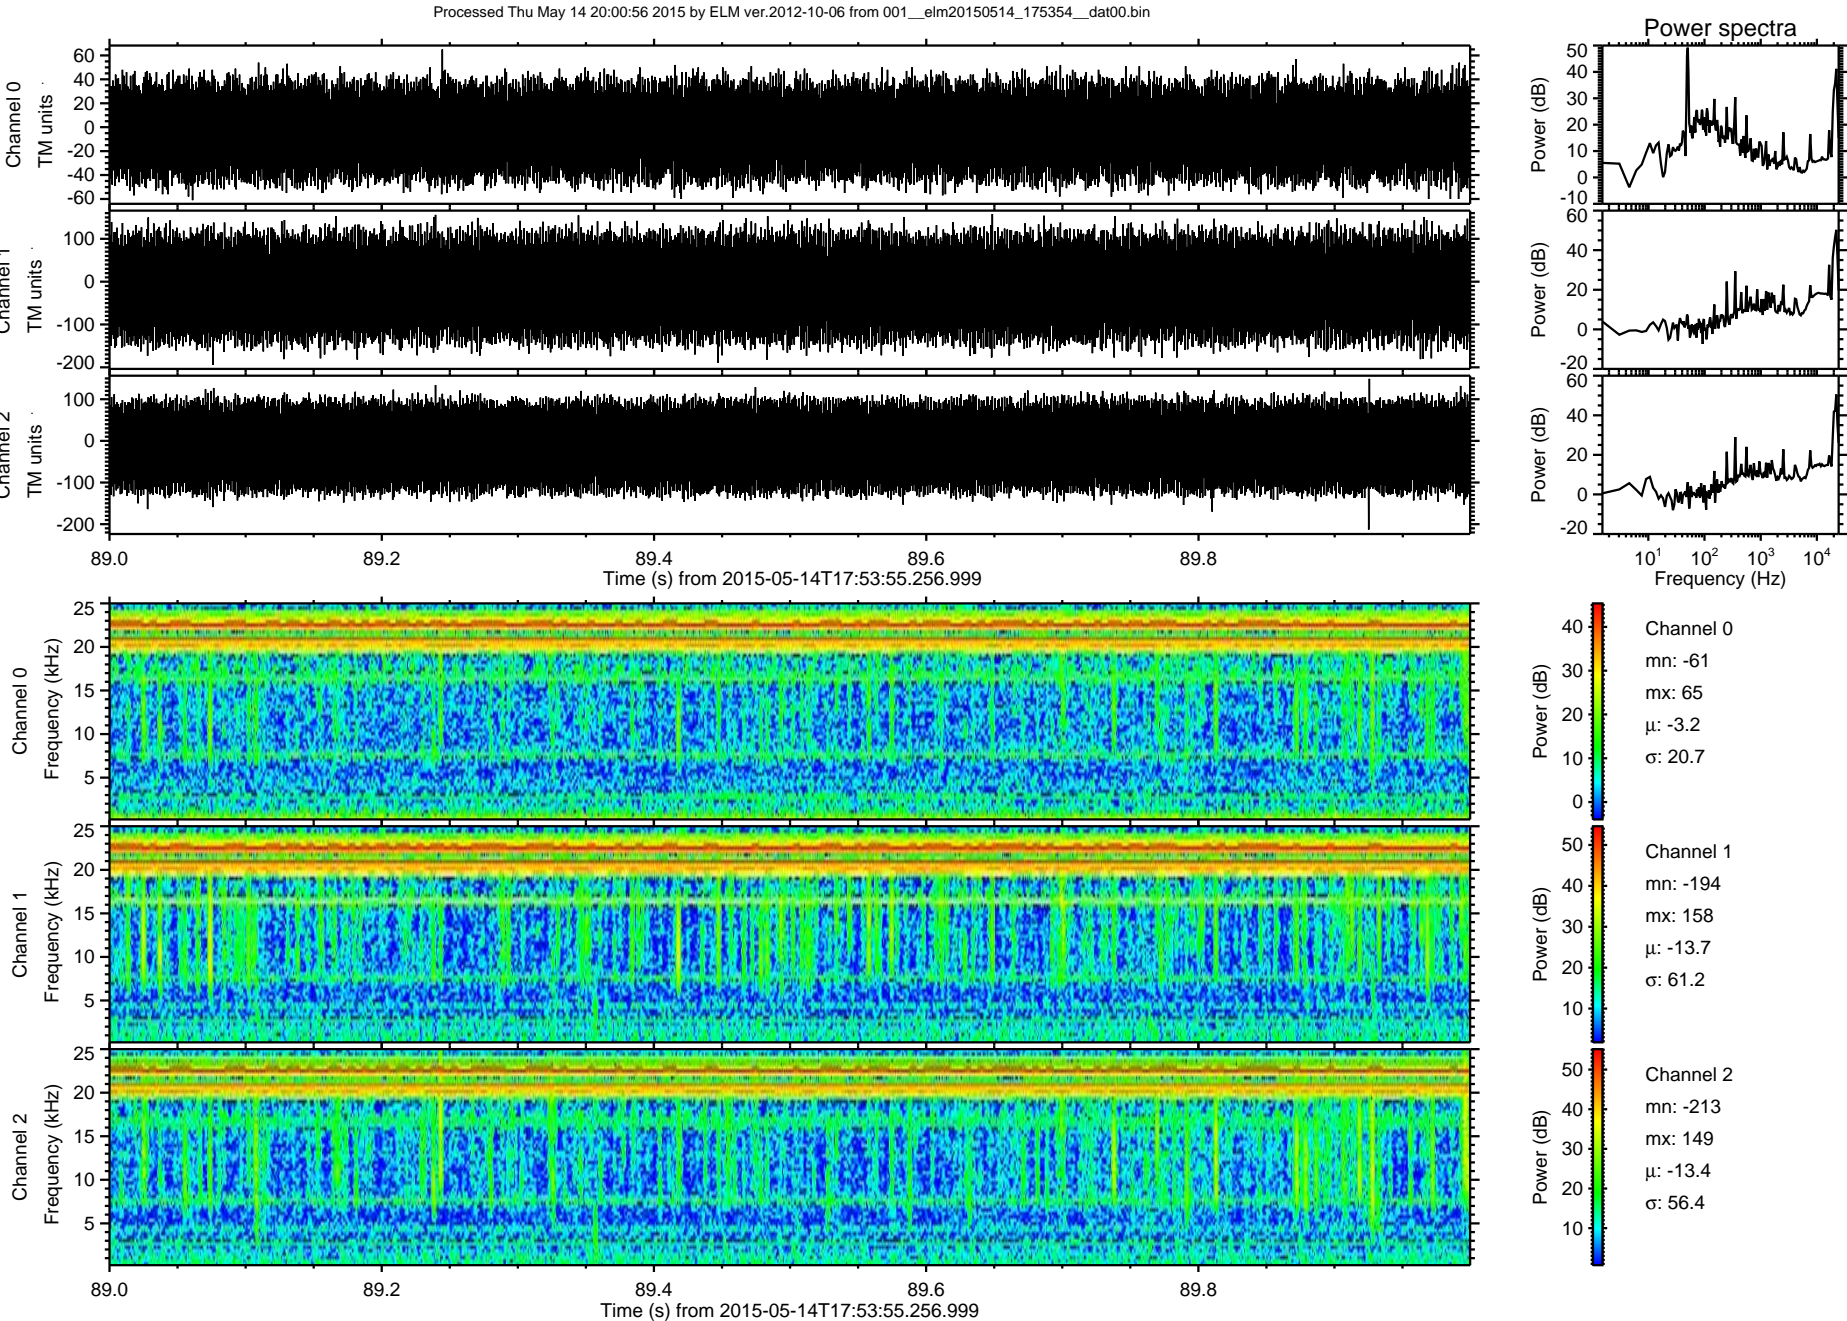 Processed Thu May 14 20:00:56 2015 by ELM ver.2012-10-06 from 001__elm20150514_175354__dat00.bin
Power spectra
Channel 0
TM units
60
40
20
0
-20
-40
-60
Power (dB)
50
40
30
20
10
0
-10
Channel 1
TM units
100
0
-100
-200
Power (dB)
60
40
20
0
-20
Channel 2
TM units
100
0
-100
-200
Power (dB)
60
40
20
0
-20
89.0 89.2 89.4 89.6 89.8
Time (s) from 2015-05-14T17:53:55.256.999
10¹ 10² 10³ 10⁴
Frequency (Hz)
Channel 0
Frequency (kHz)
25
20
15
10
5
Power (dB)
40
30
20
10
0
Channel 0
mn: -61
mx: 65
μ: -3.2
σ: 20.7
Channel 1
Frequency (kHz)
25
20
15
10
5
Power (dB)
50
40
30
20
10
Channel 1
mn: -194
mx: 158
μ: -13.7
σ: 61.2
Channel 2
Frequency (kHz)
25
20
15
10
5
Power (dB)
50
40
30
20
10
Channel 2
mn: -213
mx: 149
μ: -13.4
σ: 56.4
89.0 89.2 89.4 89.6 89.8
Time (s) from 2015-05-14T17:53:55.256.999